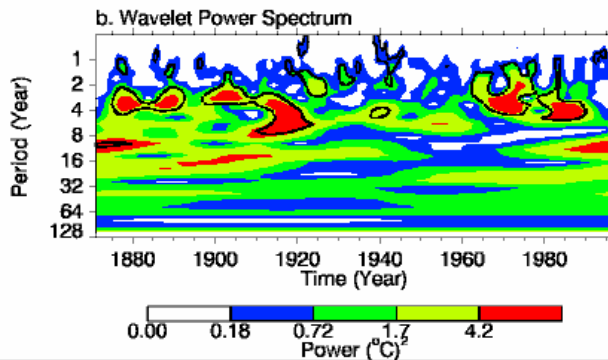 b. Wavelet Power Spectrum
Period (Year)
1
2
4
8
16
32
64
128
1880 1900 1920 1940 1960 1980
Time (Year)
0.00 0.18 0.72 1.7 4.2
Power (°C)²